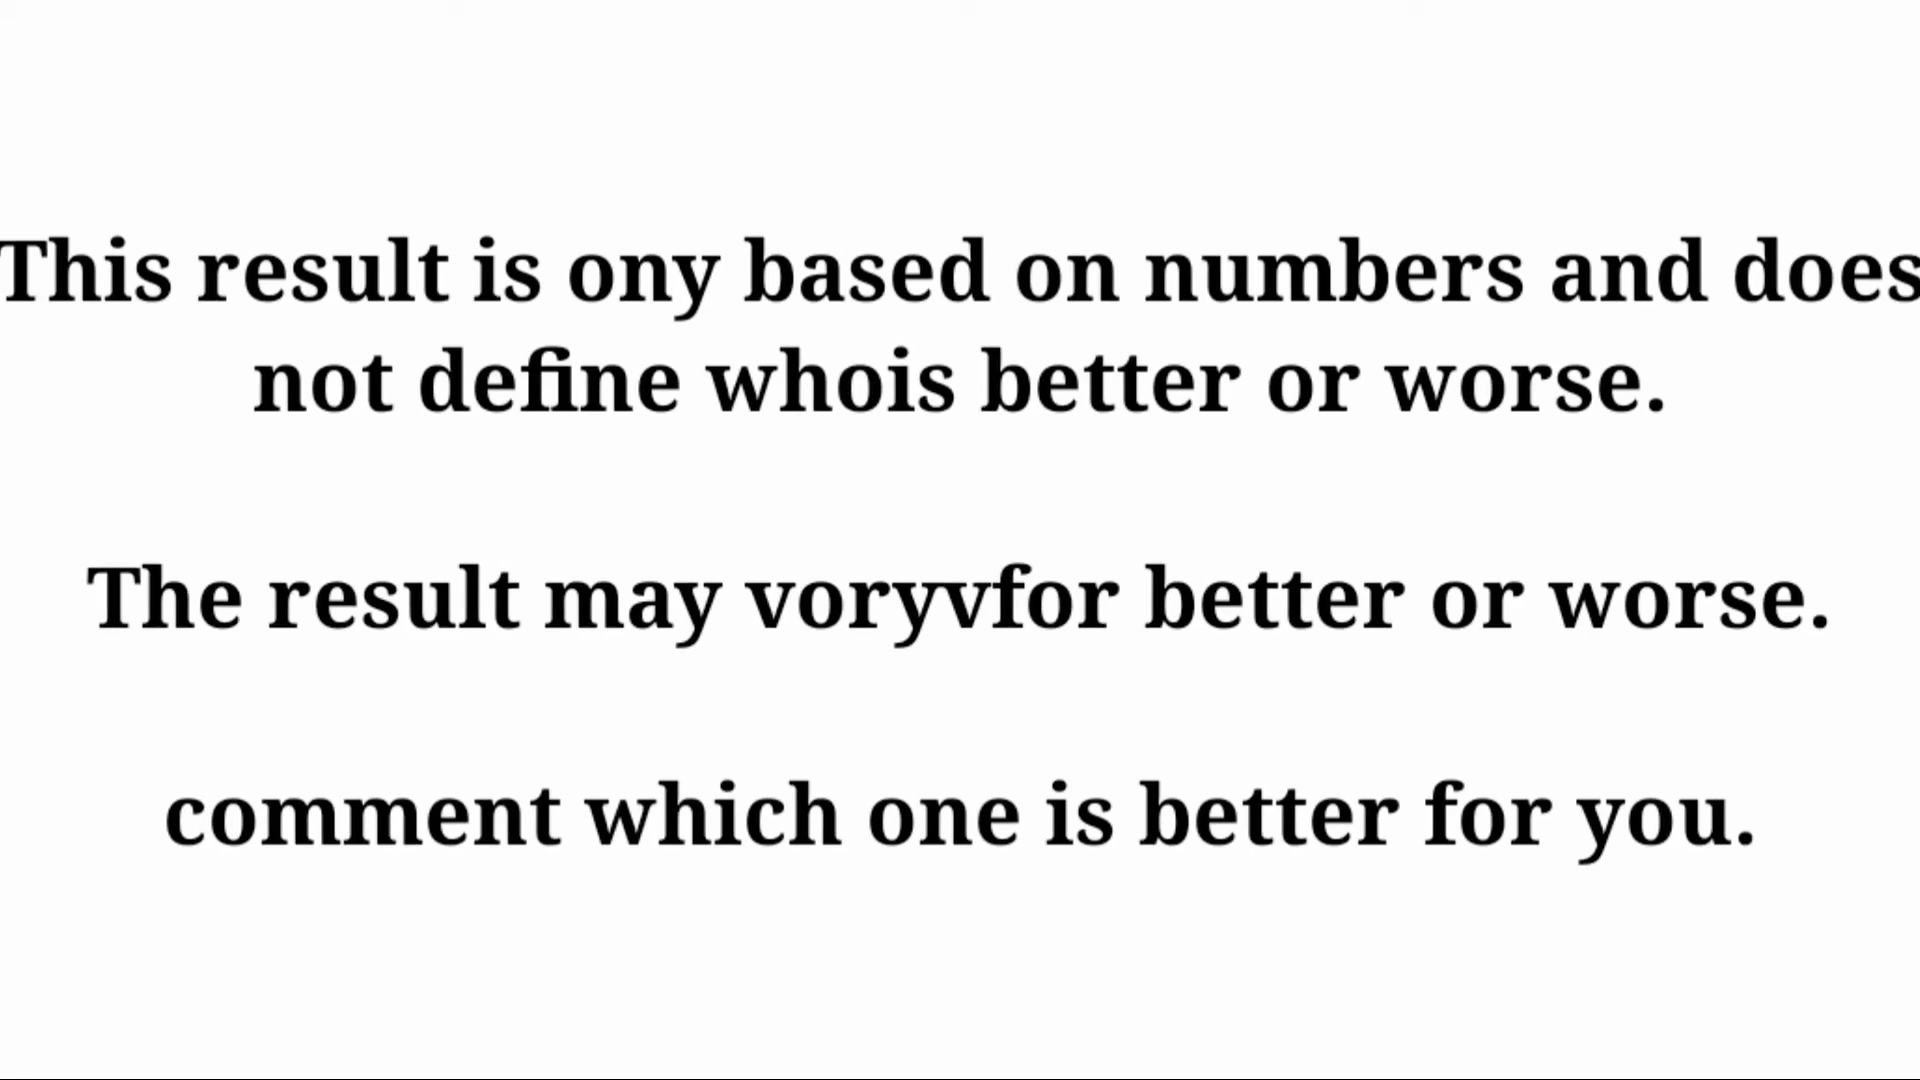 This result is ony based on numbers and does
not define whois better or worse.
The result may voryvfor better or worse.
comment which one is better for you.